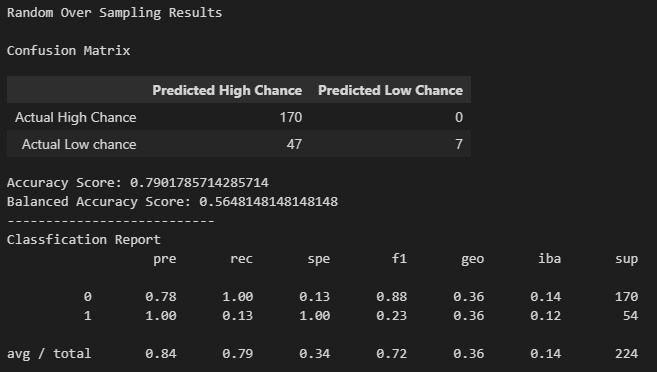 Random Over Sampling Results
Confusion Matrix
Predicted High Chance Predicted Low Chance
Actual High Chance 170 0
Actual Low chance 47 7
Accuracy Score: 0.7901785714285714
Balanced Accuracy Score: 0.5648148148148148
---------------------------
Classfication Report
pre rec spe f1 geo iba sup
0 0.78 1.00 0.13 0.88 0.36 0.14 170
1 1.00 0.13 1.00 0.23 0.36 0.12 54
avg / total 0.84 0.79 0.34 0.72 0.36 0.14 224